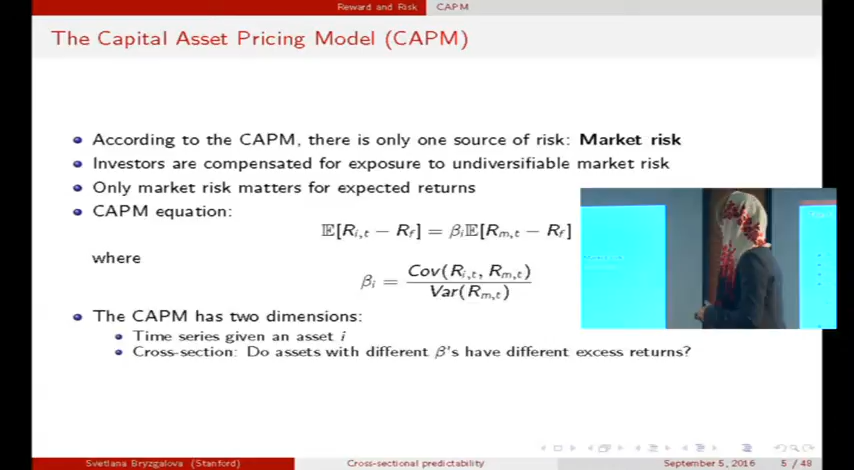 Reward and Risk CAPM
The Capital Asset Pricing Model (CAPM)
According to the CAPM, there is only one source of risk: Market risk
Investors are compensated for exposure to undiversifiable market risk
Only market risk matters for expected returns
CAPM equation:
𝔼[R_{i,t} − R_f] = β_i𝔼[R_{m,t} − R_f]
where
β_i = Cov(R_{i,t}, R_{m,t}) / Var(R_{m,t})
The CAPM has two dimensions:
Time series given an asset i
Cross-section: Do assets with different β's have different excess returns?
Svetlana Bryzgalova (Stanford) Cross-sectional predictability September 5, 2016 5 / 48